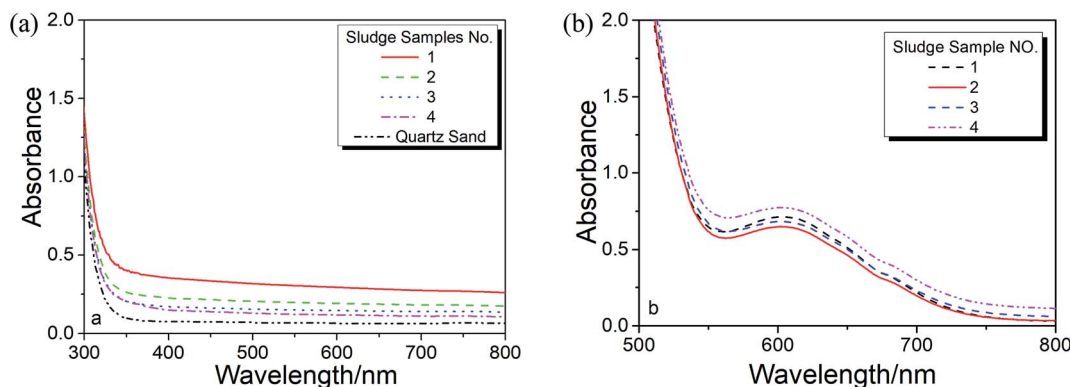 (a)
2.0
1.5
1.0
0.5
0.0
Absorbance
Sludge Samples No.
1
2
3
4
Quartz Sand
a
300 400 500 600 700 800
Wavelength/nm
(b)
2.0
1.5
1.0
0.5
0.0
Absorbance
Sludge Sample NO.
1
2
3
4
b
500 600 700 800
Wavelength/nm